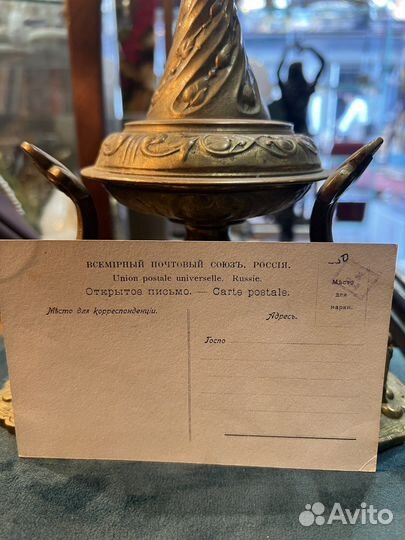 ВСЕМІРНЫЙ ПОЧТОВЫЙ СОЮЗЪ. РОССІЯ.
Union postale universelle. Russie.
Открытое письмо. — Carte postale.
Мѣсто для корреспонденціи.
Адресъ.
Мѣсто
для
марки.
Госпо
Avito